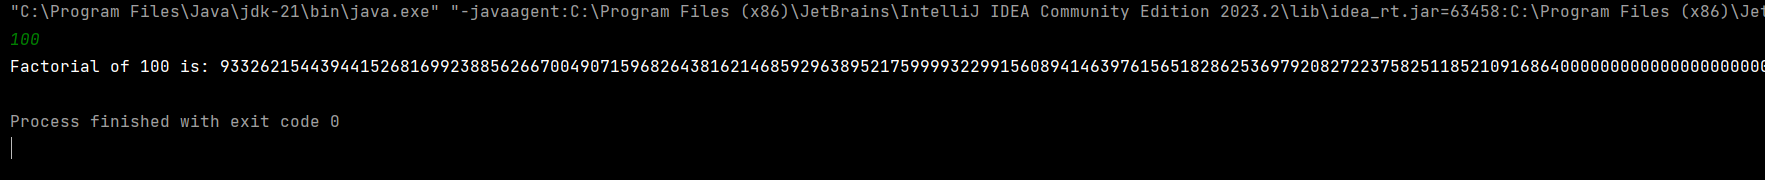 "C:\Program Files\Java\jdk-21\bin\java.exe" "-javaagent:C:\Program Files (x86)\JetBrains\IntelliJ IDEA Community Edition 2023.2\lib\idea_rt.jar=63458:C:\Program Files (x86)\Jet
100
Factorial of 100 is: 93326215443944152681699238856266700490715968264381621468592963895217599993229915608941463976156518286253697920827223758251185210916864000000000000000000000
Process finished with exit code 0